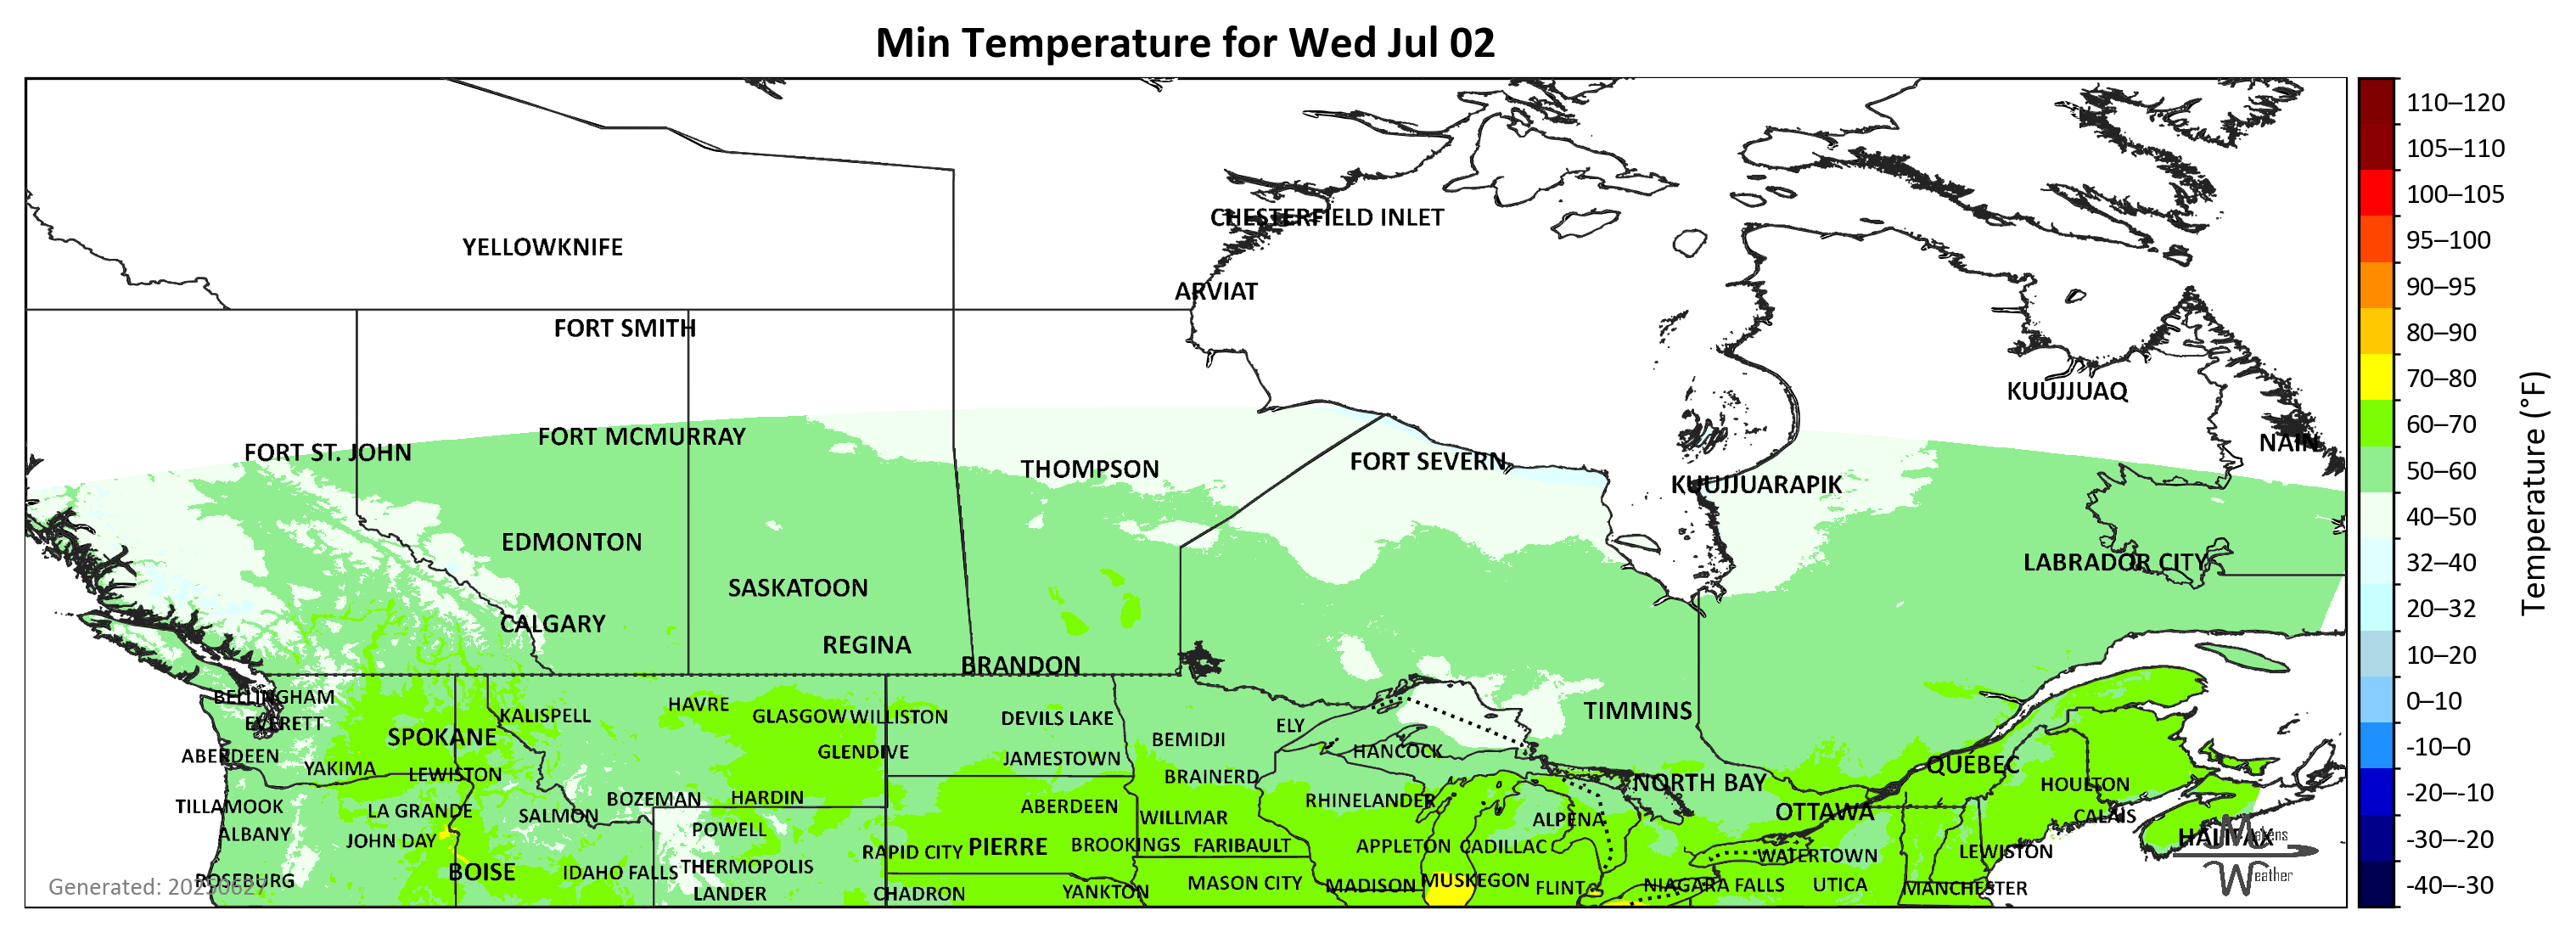 Min Temperature for Wed Jul 02
110–120
105–110
CHESTERFIELD INLET
100–105
YELLOWKNIFE
95–100
ARVIAT
90–95
FORT SMITH
80–90
KUUJJUAQ
70–80
FORT MCMURRAY
60–70
FORT ST. JOHN
NAIN
FORT SEVERN
THOMPSON
50–60
KUUJJUARAPIK
40–50
EDMONTON
LABRADOR CITY
32–40
Temperature (°F)
SASKATOON
20–32
CALGARY
REGINA
BRANDON
10–20
BELLINGHAM
HAVRE
0–10
KALISPELL
GLASGOW
WILLISTON
DEVILS LAKE
TIMMINS
EVERETT
ELY
SPOKANE
BEMIDJI
-10–0
ABERDEEN
GLENDIVE
JAMESTOWN
HANCOCK
YAKIMA
LEWISTON
BRAINERD
QUÉBEC
NORTH BAY
HOULTON
-20–-10
TILLAMOOK
LA GRANDE
SALMON
BOZEMAN
HARDIN
ABERDEEN
RHINELANDER
OTTAWA
CALAIS
ALBANY
JOHN DAY
POWELL
WILLMAR
ALPENA
HALIFAX
Makens
-30–-20
RAPID CITY
PIERRE
BROOKINGS
FARIBAULT
APPLETON
CADILLAC
WATERTOWN
LEWISTON
BOISE
IDAHO FALLS
THERMOPOLIS
Weather
ROSEBURG
Generated: 20250627
LANDER
CHADRON
YANKTON
MASON CITY
MADISON
MUSKEGON
FLINT
NIAGARA FALLS
UTICA
MANCHESTER
-40–-30